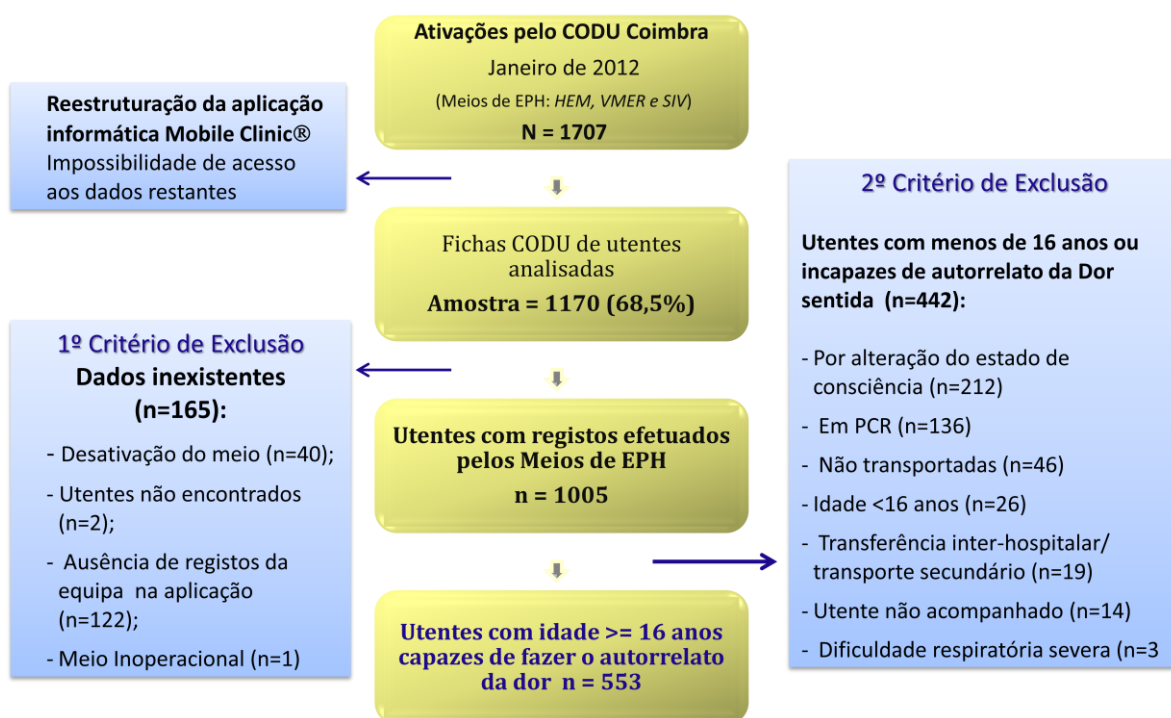 Ativações pelo CODU Coimbra
Janeiro de 2012
(Meios de EPH: HEM, VMER e SIV)
N = 1707
Reestruturação da aplicação
informática Mobile Clinic®
Impossibilidade de acesso
aos dados restantes
Fichas CODU de utentes
analisadas
Amostra = 1170 (68,5%)
1º Critério de Exclusão
Dados inexistentes
(n=165):
- Desativação do meio (n=40);
- Utentes não encontrados
(n=2);
- Ausência de registos da
equipa na aplicação
(n=122);
- Meio Inoperacional (n=1)
Utentes com registos efetuados
pelos Meios de EPH
n = 1005
2º Critério de Exclusão
Utentes com menos de 16 anos ou
incapazes de autorrelato da Dor
sentida (n=442):
- Por alteração do estado de
consciência (n=212)
- Em PCR (n=136)
- Não transportadas (n=46)
- Idade <16 anos (n=26)
- Transferência inter-hospitalar/
transporte secundário (n=19)
- Utente não acompanhado (n=14)
- Dificuldade respiratória severa (n=3
Utentes com idade >= 16 anos
capazes de fazer o autorrelato
da dor n = 553